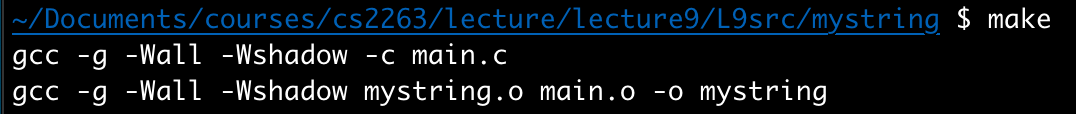 ~/Documents/courses/cs2263/lecture/lecture9/L9src/mystring $ make
gcc -g -Wall -Wshadow -c main.c
gcc -g -Wall -Wshadow mystring.o main.o -o mystring